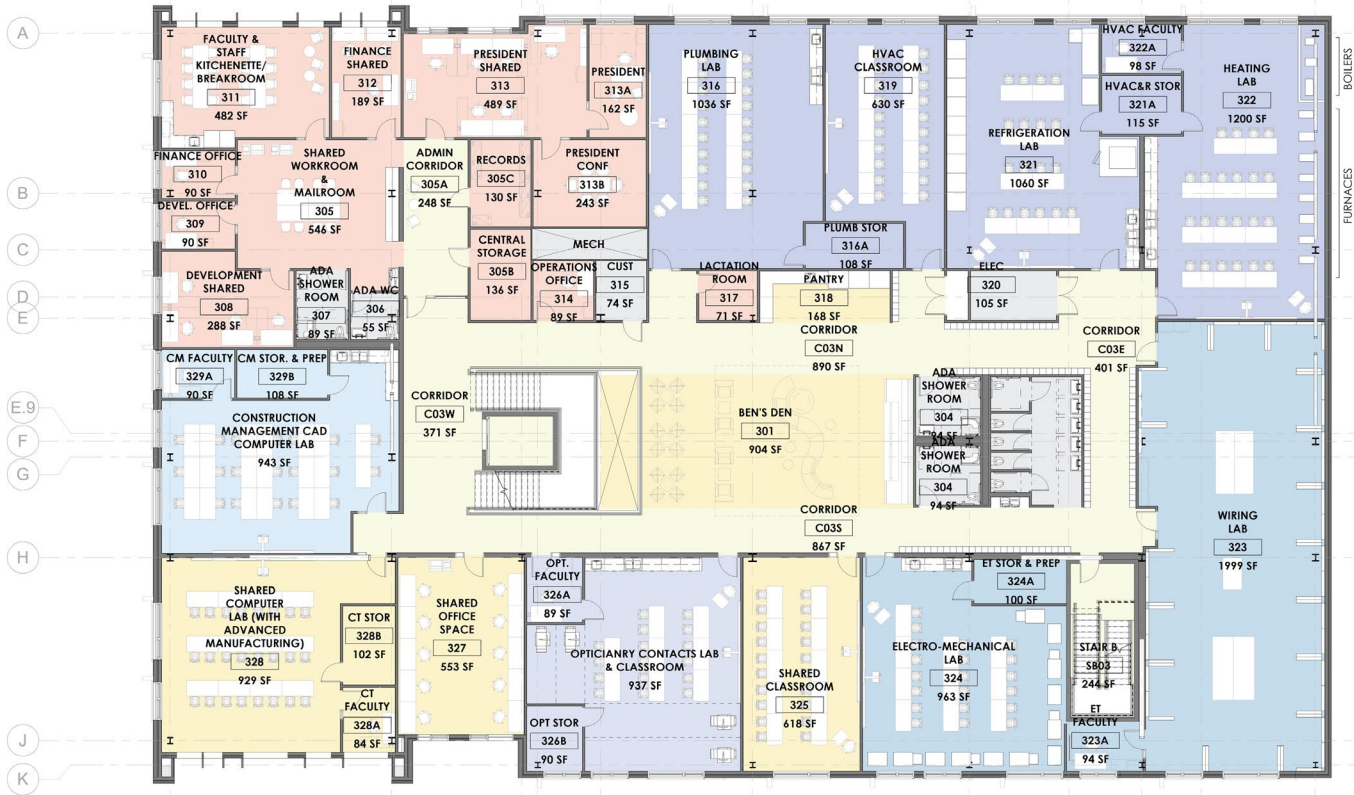 A
B
C
D
E
E.9
F
G
H
J
K
FACULTY &
STAFF
KITCHENETTE/
BREAKROOM
311
482 SF
FINANCE
SHARED
312
189 SF
PRESIDENT
SHARED
313
489 SF
PRESIDENT
313A
162 SF
PLUMBING
LAB
316
1036 SF
HVAC
CLASSROOM
319
630 SF
REFRIGERATION
LAB
321
1060 SF
HVAC FACULTY
322A
98 SF
HVAC&R STOR
321A
115 SF
HEATING
LAB
322
1200 SF
BOILERS
FURNACES
FINANCE OFFICE
310
90 SF
DEVEL. OFFICE
309
90 SF
SHARED
WORKROOM
&
MAILROOM
305
546 SF
ADMIN
CORRIDOR
305A
248 SF
RECORDS
305C
130 SF
PRESIDENT
CONF
313B
243 SF
CENTRAL
STORAGE
305B
136 SF
MECH
OPERATIONS
OFFICE
314
89 SF
CUST
315
74 SF
LACTATION
ROOM
317
71 SF
PANTRY
318
168 SF
PLUMB STOR
316A
108 SF
ELEC
320
105 SF
DEVELOPMENT
SHARED
308
288 SF
ADA
SHOWER
ROOM
307
89 SF
ADA WC
306
55 SF
CORRIDOR
C03N
890 SF
CORRIDOR
C03E
401 SF
CM FACULTY
329A
90 SF
CM STOR. & PREP
329B
108 SF
CONSTRUCTION
MANAGEMENT CAD
COMPUTER LAB
943 SF
CORRIDOR
C03W
371 SF
BEN'S DEN
301
904 SF
ADA
SHOWER
ROOM
304
94 SF
ADA
SHOWER
ROOM
304
94 SF
CORRIDOR
C03S
867 SF
WIRING
LAB
323
1999 SF
SHARED
COMPUTER
LAB (WITH
ADVANCED
MANUFACTURING)
328
929 SF
CT STOR
328B
102 SF
CT
FACULTY
328A
84 SF
SHARED
OFFICE
SPACE
327
553 SF
OPT.
FACULTY
326A
89 SF
OPTICIANRY CONTACTS LAB
& CLASSROOM
937 SF
OPT STOR
326B
90 SF
SHARED
CLASSROOM
325
618 SF
ELECTRO-MECHANICAL
LAB
324
963 SF
ET STOR & PREP
324A
100 SF
STAIR B
SB03
244 SF
ET
FACULTY
323A
94 SF